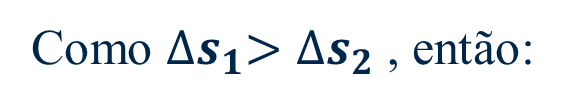 Como Δs₁> Δs₂ , então: